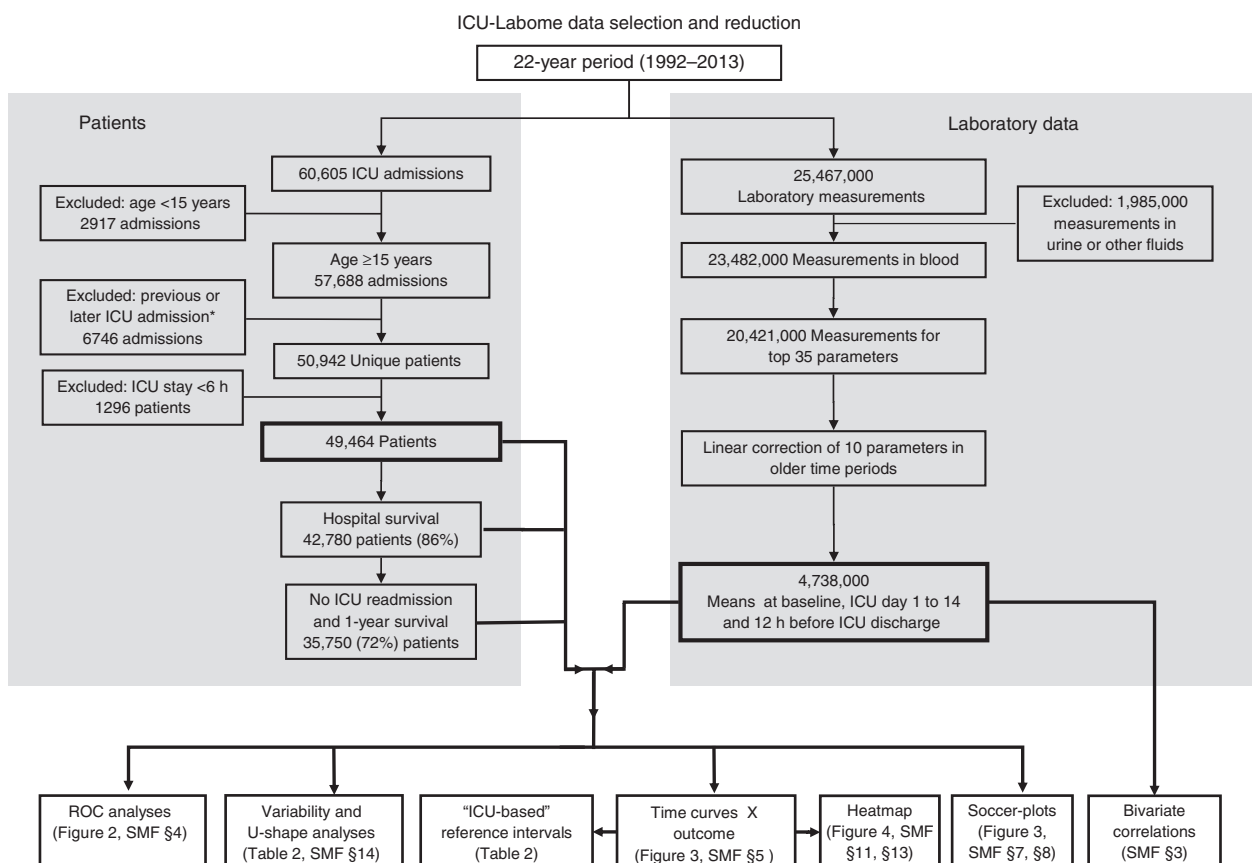 ICU-Labome data selection and reduction
22-year period (1992–2013)
Patients
60,605 ICU admissions
Excluded: age <15 years
2917 admissions
Age ≥15 years
57,688 admissions
Excluded: previous or
later ICU admission*
6746 admissions
50,942 Unique patients
Excluded: ICU stay <6 h
1296 patients
49,464 Patients
Hospital survival
42,780 patients (86%)
No ICU readmission
and 1-year survival
35,750 (72%) patients
Laboratory data
25,467,000
Laboratory measurements
Excluded: 1,985,000
measurements in
urine or other fluids
23,482,000 Measurements in blood
20,421,000 Measurements for
top 35 parameters
Linear correction of 10 parameters in
older time periods
4,738,000
Means at baseline, ICU day 1 to 14
and 12 h before ICU discharge
ROC analyses
(Figure 2, SMF §4)
Variability and
U-shape analyses
(Table 2, SMF §14)
“ICU-based”
reference intervals
(Table 2)
Time curves X
outcome
(Figure 3, SMF §5 )
Heatmap
(Figure 4, SMF
§11, §13)
Soccer-plots
(Figure 3,
SMF §7, §8)
Bivariate
correlations
(SMF §3)